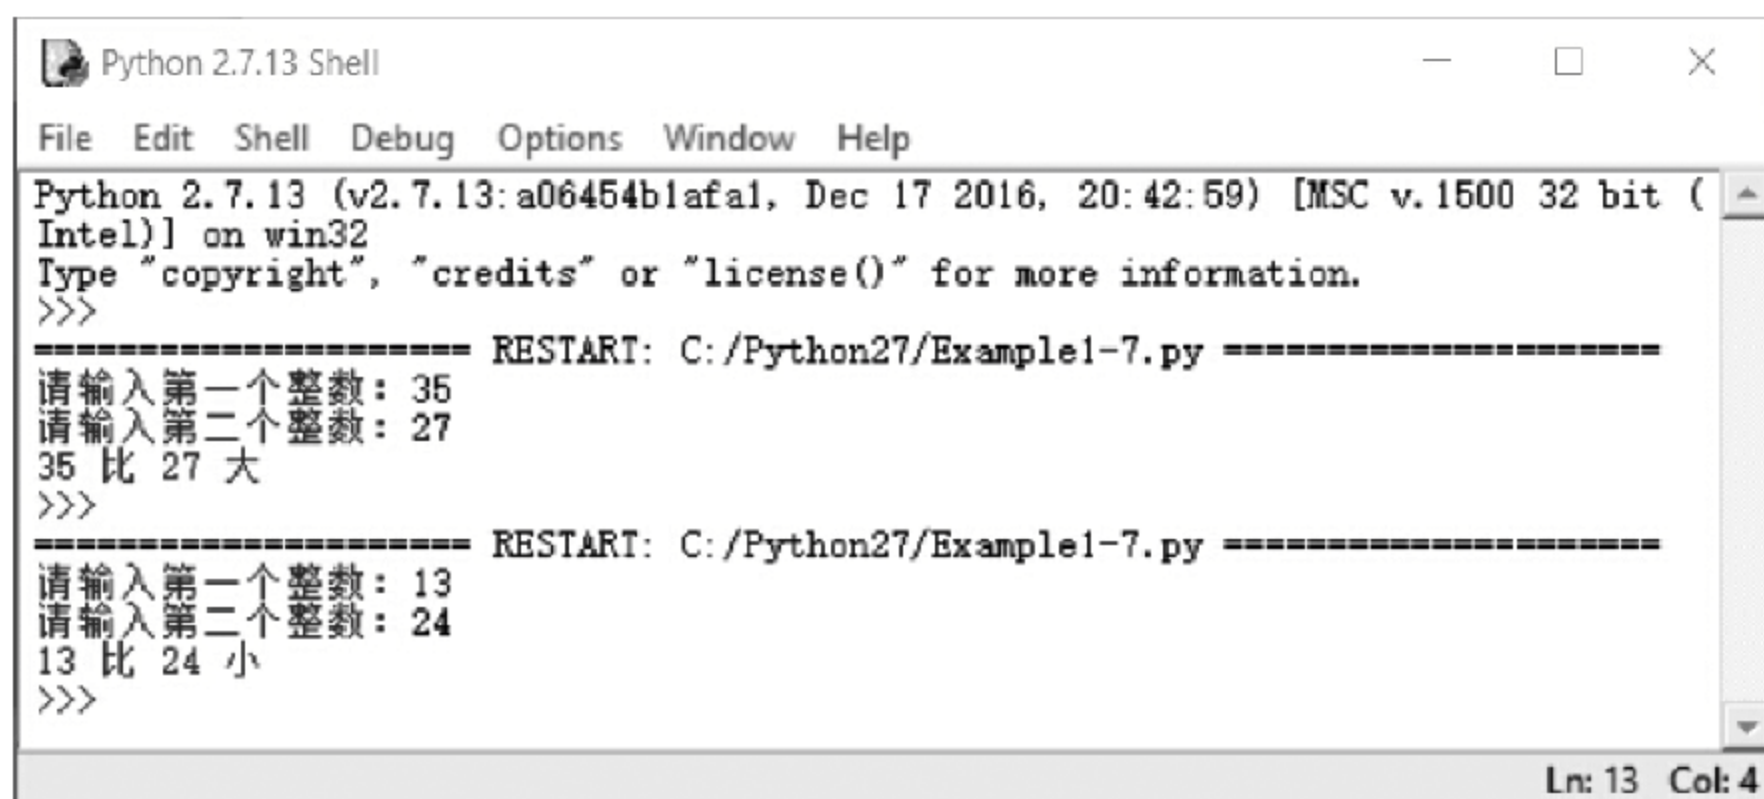 Python 2.7.13 Shell
File Edit Shell Debug Options Window Help
Python 2.7.13 (v2.7.13:a06454b1afa1, Dec 17 2016, 20:42:59) [MSC v.1500 32 bit (
Intel)] on win32
Type "copyright", "credits" or "license()" for more information.
>>>
===================== RESTART: C:/Python27/Example1-7.py =====================
请输入第一个整数: 35
请输入第二个整数: 27
35 比 27 大
>>>
===================== RESTART: C:/Python27/Example1-7.py =====================
请输入第一个整数: 13
请输入第二个整数: 24
13 比 24 小
>>>
Ln: 13 Col: 4